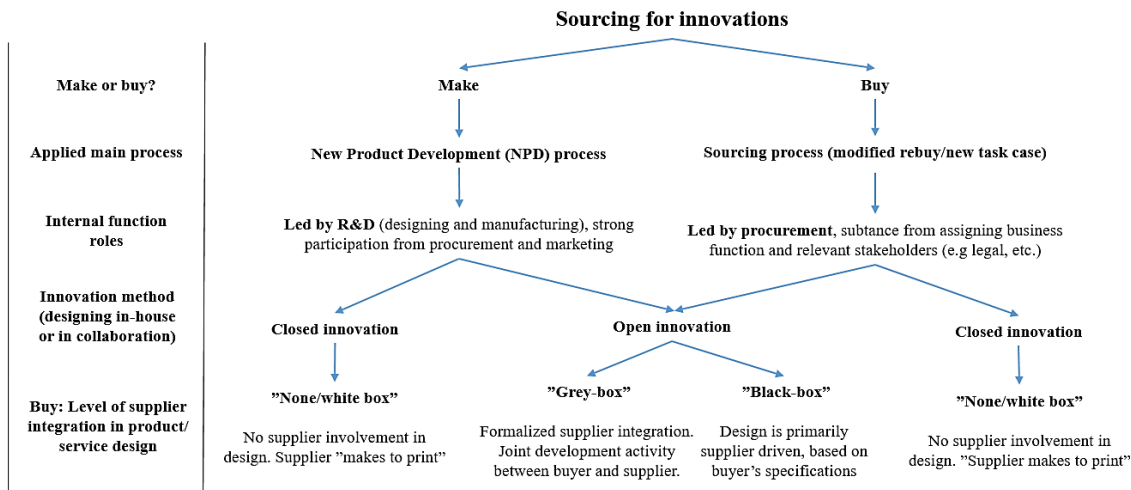 Sourcing for innovations
Make or buy?
Make
Buy
Applied main process
New Product Development (NPD) process
Sourcing process (modified rebuy/new task case)
Internal function
roles
Led by R&D (designing and manufacturing), strong
participation from procurement and marketing
Led by procurement, subtance from assigning business
function and relevant stakeholders (e.g legal, etc.)
Innovation method
(designing in-house
or in collaboration)
Closed innovation
Open innovation
Closed innovation
Buy: Level of supplier
integration in product/
service design
”None/white box”
No supplier involvement in
design. Supplier ”makes to print”
”Grey-box”
Formalized supplier integration.
Joint development activity
between buyer and supplier.
”Black-box”
Design is primarily
supplier driven, based on
buyer’s specifications
”None/white box”
No supplier involvement in
design. ”Supplier makes to print”